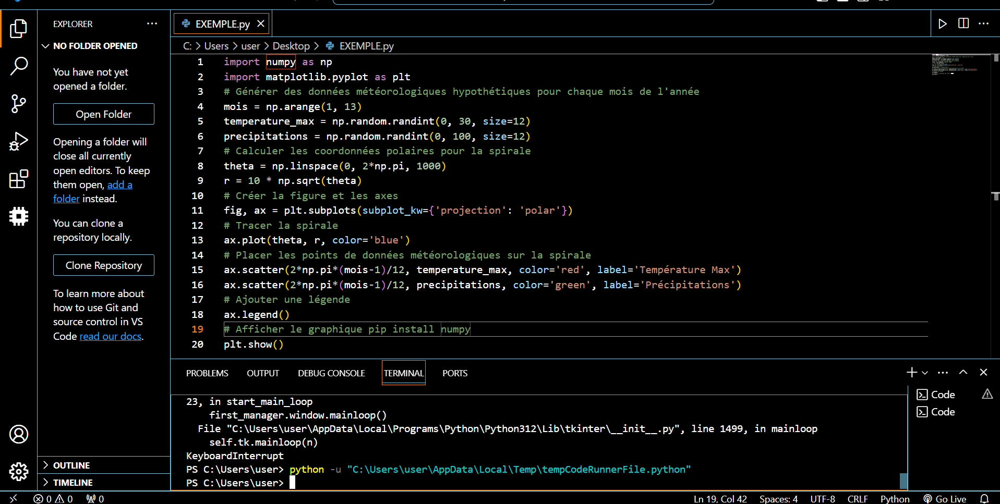 EXPLORER
NO FOLDER OPENED
You have not yet
opened a folder.
Open Folder
Opening a folder will
close all currently
open editors. To keep
them open, add a
folder instead.
You can clone a
repository locally.
Clone Repository
To learn more about
how to use Git and
source control in VS
Code read our docs.
OUTLINE
TIMELINE
EXEMPLE.py
C: > Users > user > Desktop > EXEMPLE.py
1 import numpy as np
2 import matplotlib.pyplot as plt
3 # Générer des données météorologiques hypothétiques pour chaque mois de l'année
4 mois = np.arange(1, 13)
5 temperature_max = np.random.randint(0, 30, size=12)
6 precipitations = np.random.randint(0, 100, size=12)
7 # Calculer les coordonnées polaires pour la spirale
8 theta = np.linspace(0, 2*np.pi, 1000)
9 r = 10 * np.sqrt(theta)
10 # Créer la figure et les axes
11 fig, ax = plt.subplots(subplot_kw={'projection': 'polar'})
12 # Tracer la spirale
13 ax.plot(theta, r, color='blue')
14 # Placer les points de données météorologiques sur la spirale
15 ax.scatter(2*np.pi*(mois-1)/12, temperature_max, color='red', label='Température Max')
16 ax.scatter(2*np.pi*(mois-1)/12, precipitations, color='green', label='Précipitations')
17 # Ajouter une légende
18 ax.legend()
19 # Afficher le graphique pip install numpy
20 plt.show()
PROBLEMS OUTPUT DEBUG CONSOLE TERMINAL PORTS
23, in start_main_loop
first_manager.window.mainloop()
File "C:\Users\user\AppData\Local\Programs\Python\Python312\Lib\tkinter\__init__.py", line 1499, in mainloop
self.tk.mainloop(n)
KeyboardInterrupt
PS C:\Users\user> python -u "C:\Users\user\AppData\Local\Temp\tempCodeRunnerFile.python"
PS C:\Users\user>
Code
Code
0 0 0 Ln 19, Col 42 Spaces: 4 UTF-8 CRLF Python Go Live